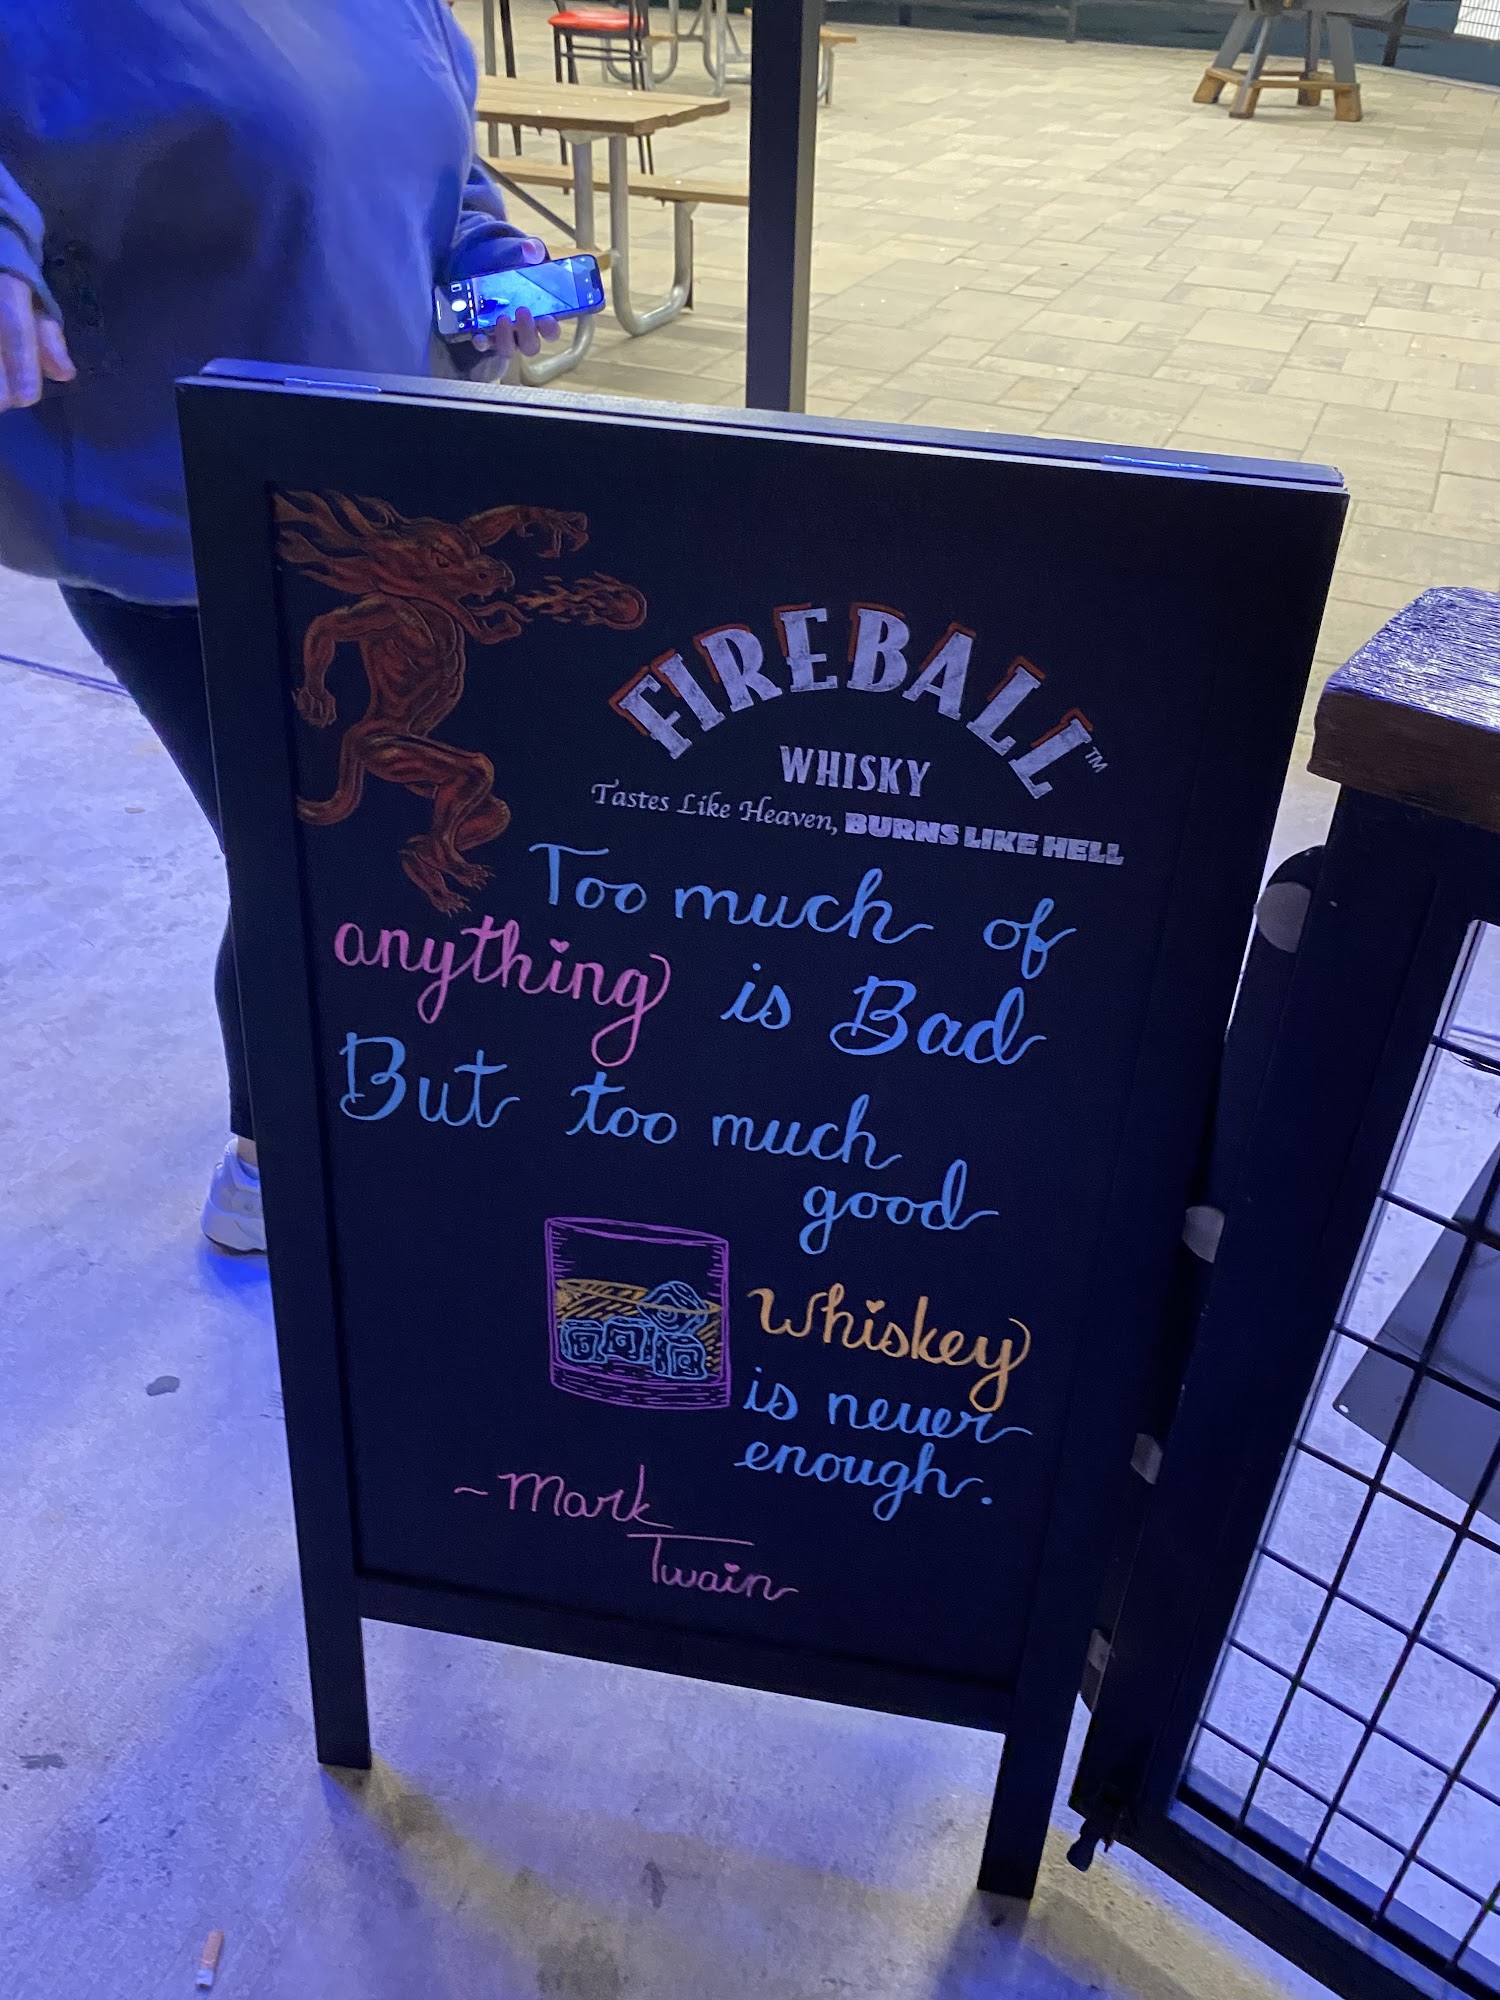 FIREBALL™
WHISKY
Tastes Like Heaven, BURNS LIKE HELL
Too much of
anything is Bad
But too much
good
Whiskey
is never
enough.
~ Mark
Twain